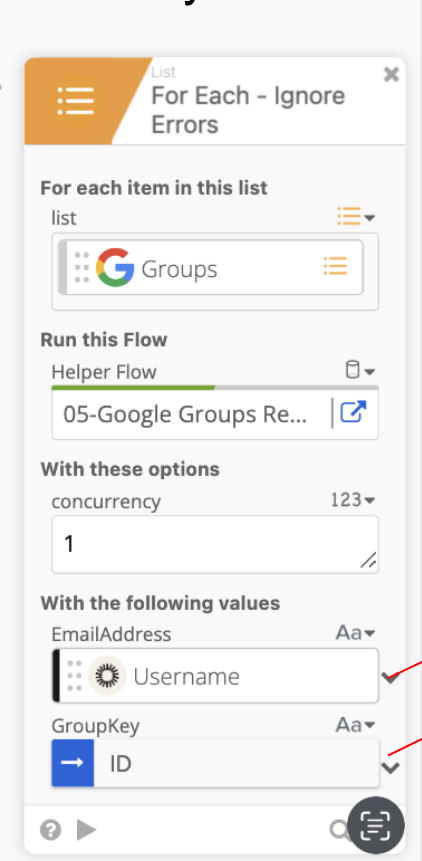 List
For Each - Ignore
Errors
For each item in this list
list
Groups
Run this Flow
Helper Flow
05-Google Groups Re...
With these options
concurrency
123
1
With the following values
EmailAddress
Aa
Username
GroupKey
Aa
ID